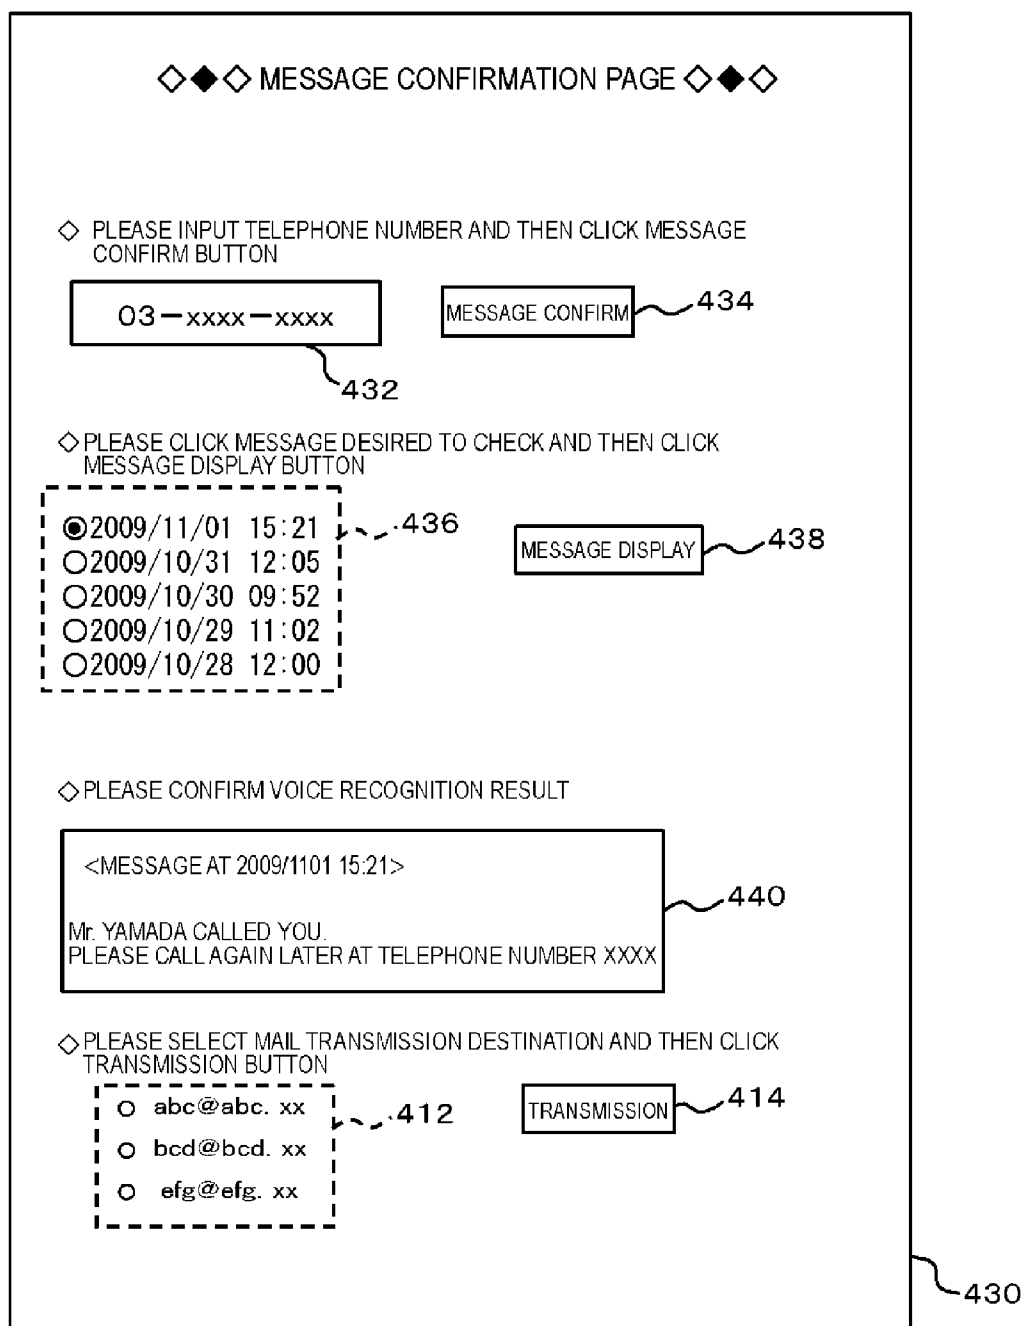 ◇◆◇ MESSAGE CONFIRMATION PAGE ◇◆◇
◇ PLEASE INPUT TELEPHONE NUMBER AND THEN CLICK MESSAGE
CONFIRM BUTTON
03-xxxx-xxxx
MESSAGE CONFIRM
434
432
◇ PLEASE CLICK MESSAGE DESIRED TO CHECK AND THEN CLICK
MESSAGE DISPLAY BUTTON
2009/11/01 15:21
2009/10/31 12:05
2009/10/30 09:52
2009/10/29 11:02
2009/10/28 12:00
436
MESSAGE DISPLAY
438
◇ PLEASE CONFIRM VOICE RECOGNITION RESULT
<MESSAGE AT 2009/1101 15:21>
Mr. YAMADA CALLED YOU.
PLEASE CALL AGAIN LATER AT TELEPHONE NUMBER XXXX
440
◇ PLEASE SELECT MAIL TRANSMISSION DESTINATION AND THEN CLICK
TRANSMISSION BUTTON
abc@abc. xx
bcd@bcd. xx
efg@efg. xx
412
TRANSMISSION
414
430